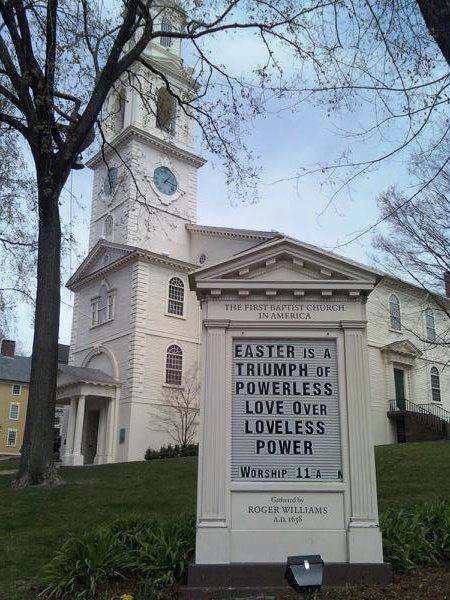 THE FIRST BAPTIST CHURCH
IN AMERICA
EASTER IS A
TRIUMPH OF
POWERLESS
LOVE OVER
LOVELESS
POWER
WORSHIP 11 A M
Gathered by
ROGER WILLIAMS
A.D. 1638